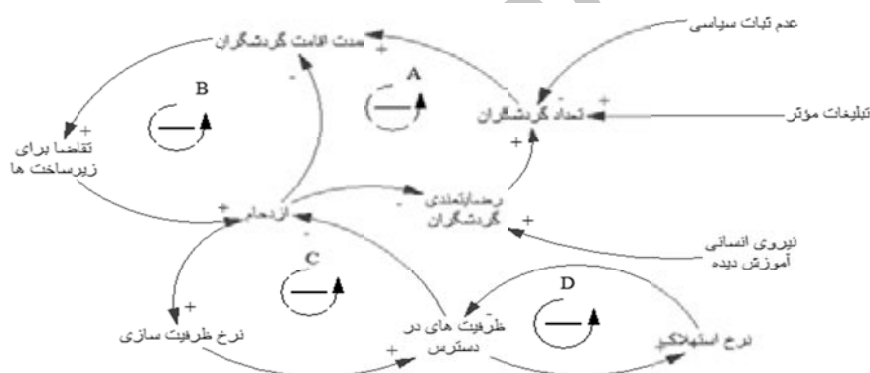 عدم ثبات سیاسی
مدت اقامت گردشگران
+
-
A
B
-
+
تعداد گردشگران
تبلیغات مؤثر
+
+
تقاضا برای
زیرساخت ها
-
رضایتمندی
گردشگران
+
ازدحام
+
-
نیروی انسانی
آموزش دیده
C
D
+
-
ظرفیت های در
دسترس
نرخ ظرفیت سازی
+
+
نرخ استهلاک